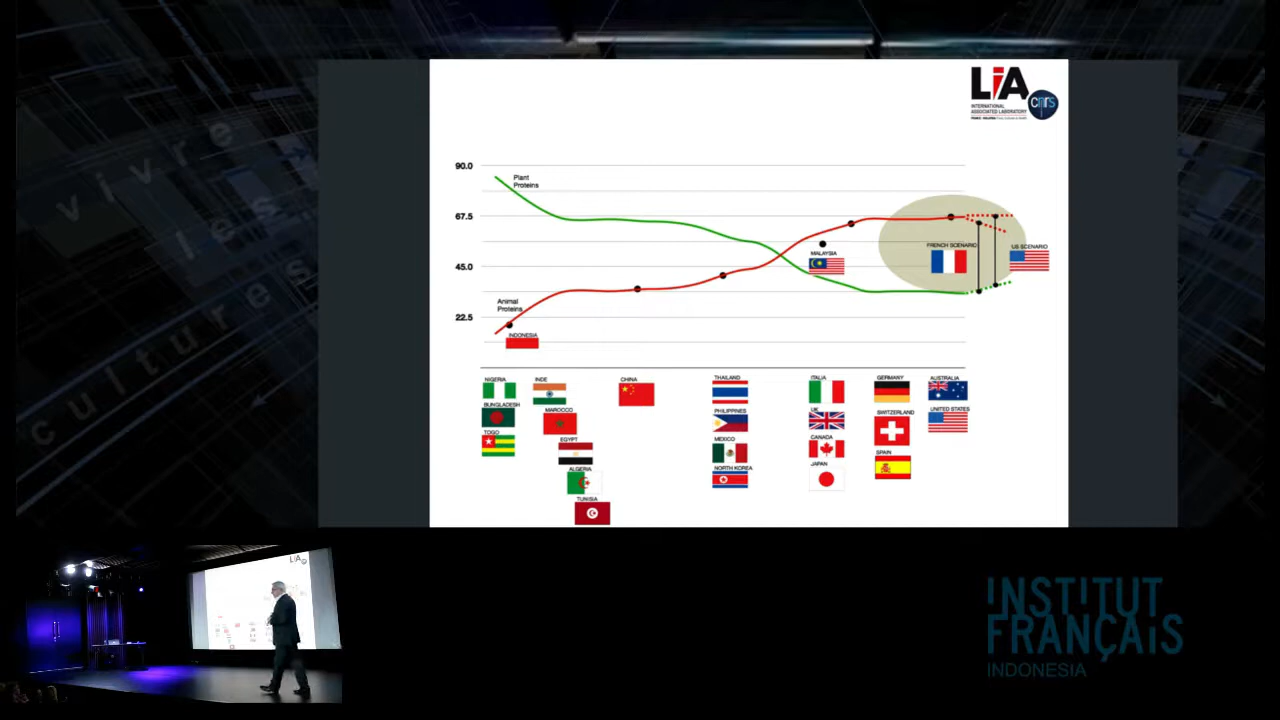 LiA
INTERNATIONAL
ASSOCIATED LABORATORY
cnrs
90.0
67.5
45.0
22.5
Plant
Proteins
Animal
Proteins
INDONESIA
MALAYSIA
FRENCH SCENARIO
US SCENARIO
NIGERIA
INDE
CHINA
THAILAND
ITALIA
GERMANY
AUSTRALIA
BUNGLADESH
MAROCCO
PHILIPPINES
UK
SWITZERLAND
UNITED STATES
TOGO
EGYPT
MEXICO
CANADA
SPAIN
ALGERIA
NORTH KOREA
JAPAN
TUNISIA
vivre
les
cultures
LiA
INSTITUT
FRANÇAIS
INDONESIA